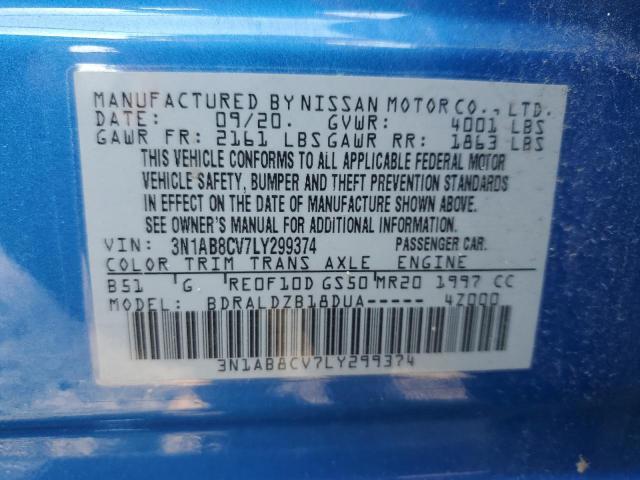 MANUFACTURED BY NISSAN MOTOR CO., LTD.
DATE: 09/20. GVWR: 4001 LBS
GAWR FR: 2161 LBS GAWR RR: 1863 LBS
THIS VEHICLE CONFORMS TO ALL APPLICABLE FEDERAL MOTOR
VEHICLE SAFETY, BUMPER AND THEFT PREVENTION STANDARDS
IN EFFECT ON THE DATE OF MANUFACTURE SHOWN ABOVE.
SEE OWNER'S MANUAL FOR ADDITIONAL INFORMATION.
VIN: 3N1AB8CV7LY299374 PASSENGER CAR.
COLOR TRIM TRANS AXLE ENGINE
B51 G RE0F10D GS50 MR20 1997 CC
MODEL: BDRALDZB18DUA----- 4Z000
3N1AB8CV7LY299374